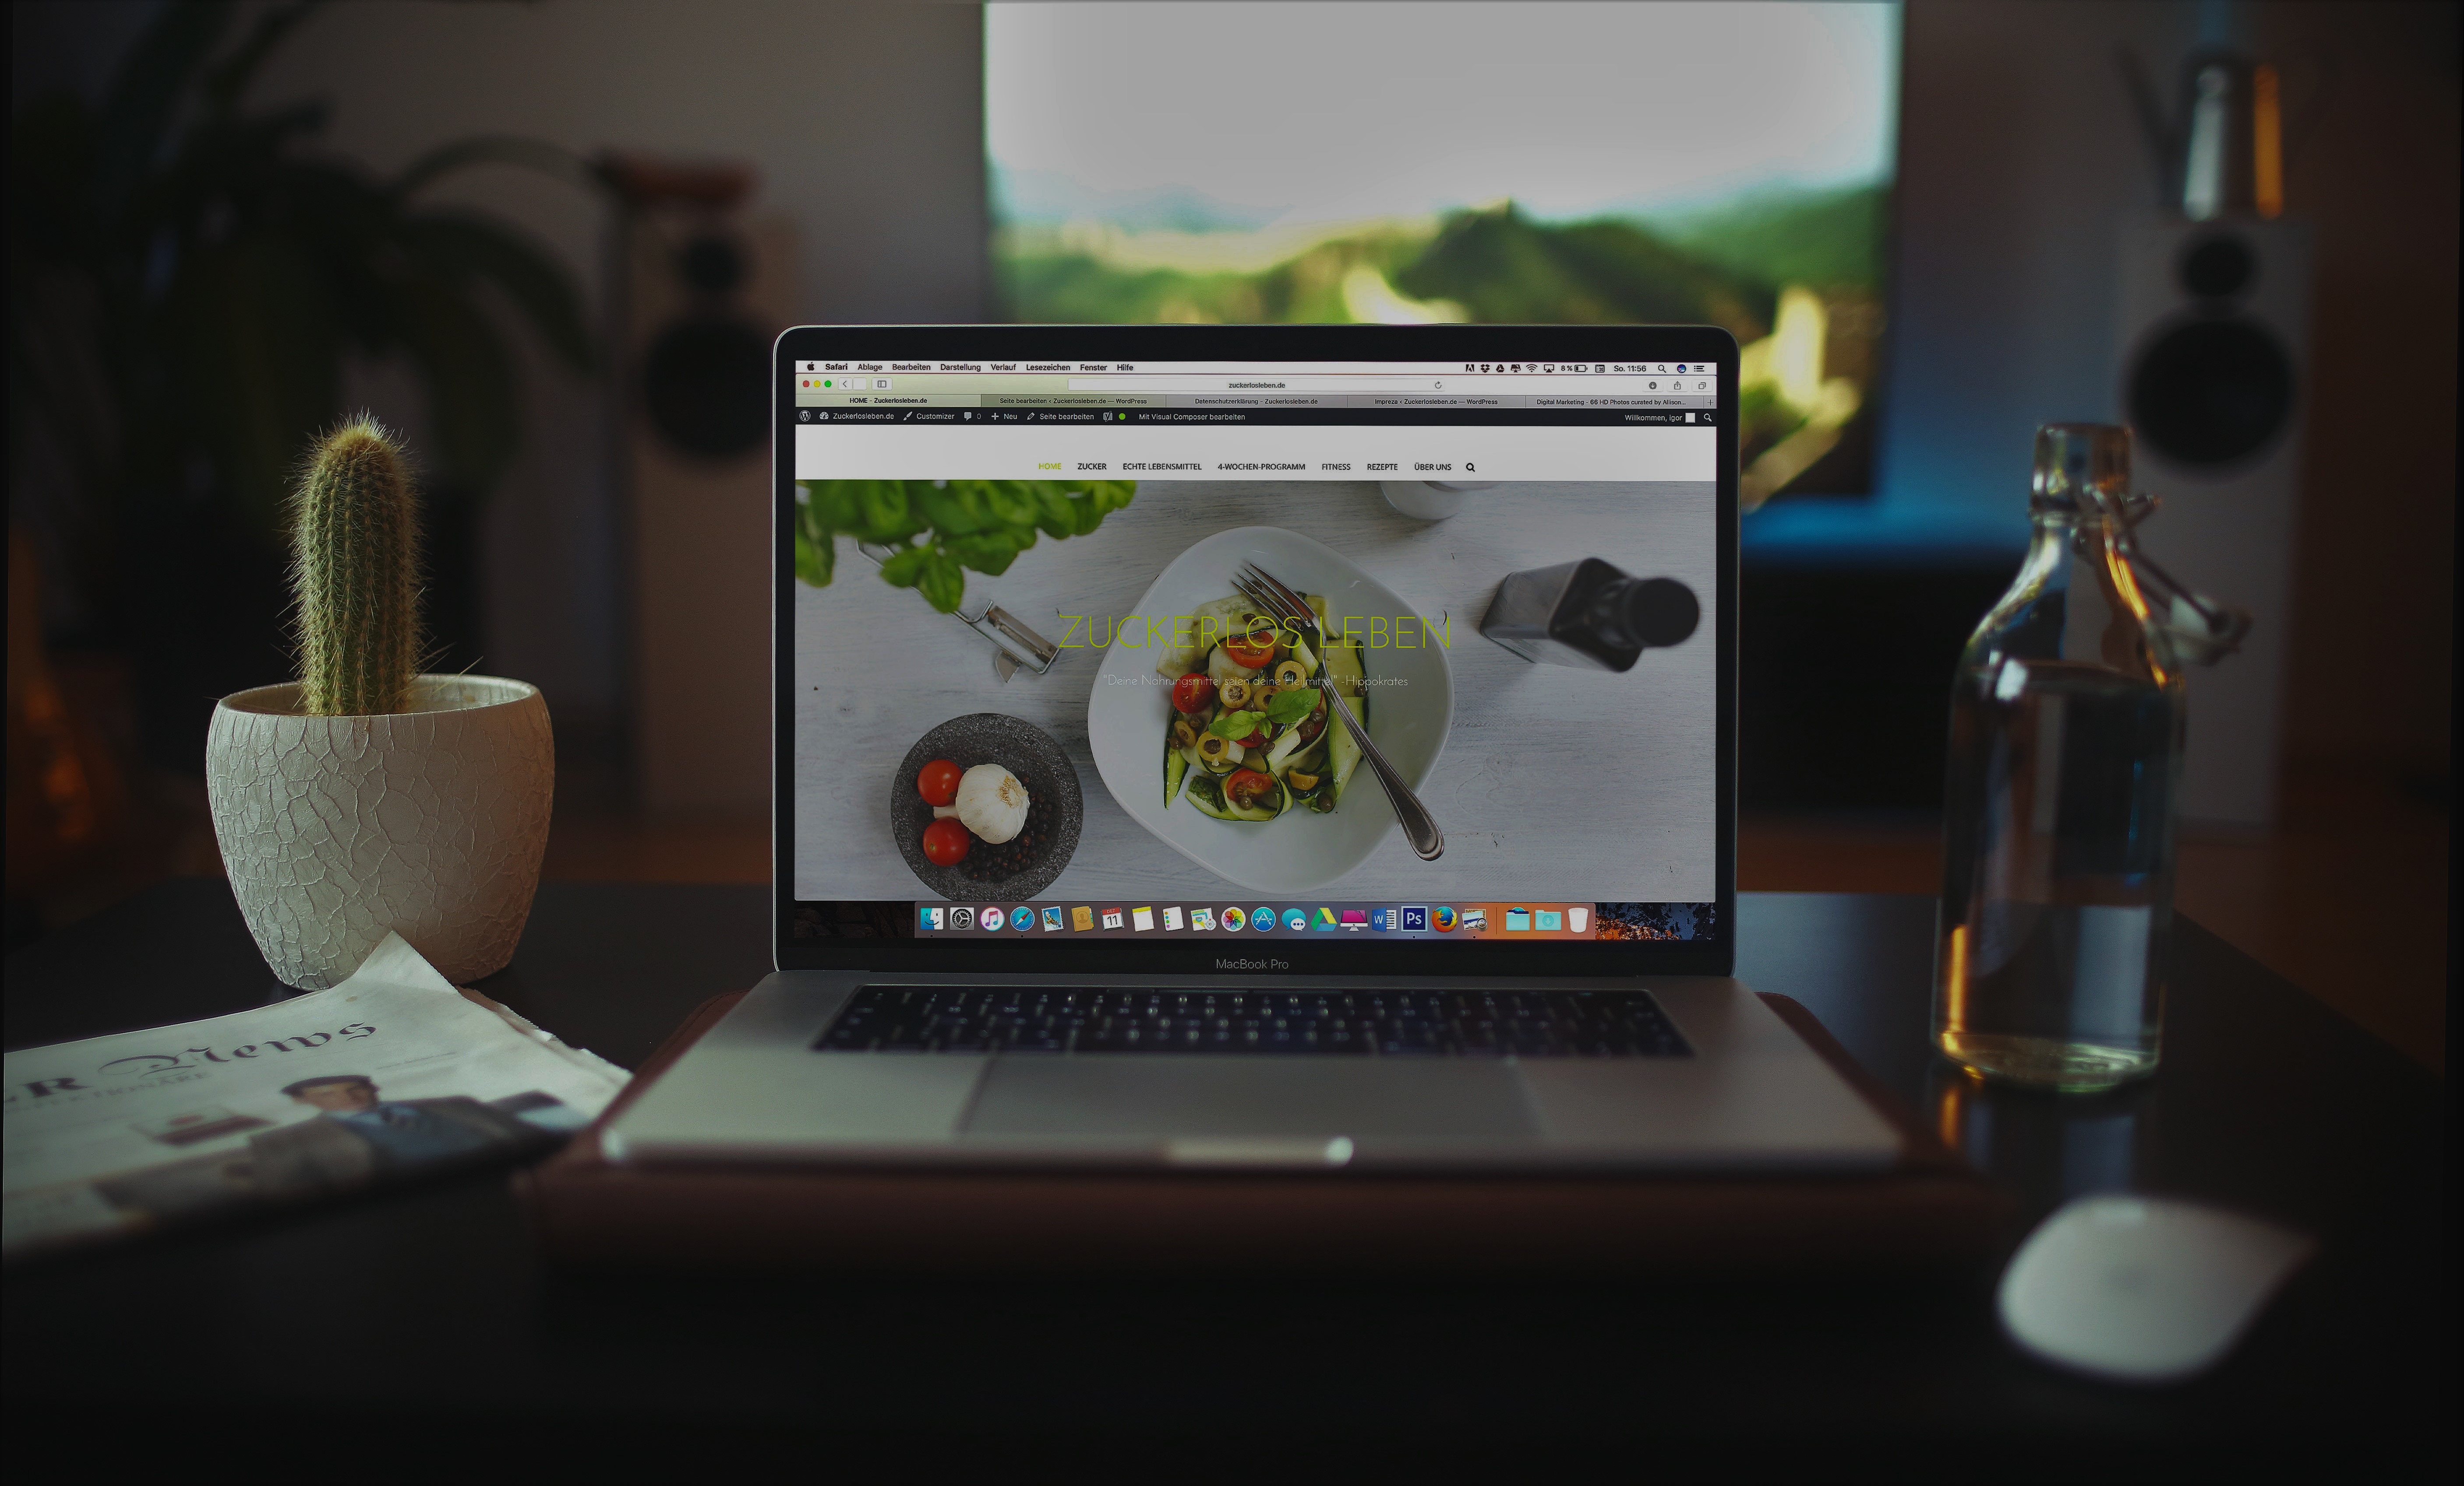 Safari Ablage Bearbeiten Darstellung Verlauf Lesezeichen Fenster Hilfe 8 % So. 11:56
zuckerlosleben.de
HOME – Zuckerlosleben.de Seite bearbeiten ‹ Zuckerlosleben.de — WordPress Datenschutzerklärung – Zuckerlosleben.de Impreza ‹ Zuckerlosleben.de — WordPress Digital Marketing – 66 HD Photos curated by Allison...
Zuckerlosleben.de Customizer 0 Neu Seite bearbeiten Mit Visual Composer bearbeiten Willkommen, Igor
HOME ZUCKER ECHTE LEBENSMITTEL 4-WOCHEN-PROGRAMM FITNESS REZEPTE ÜBER UNS
ZUCKERLOS LEBEN
"Deine Nahrungsmittel seien deine Heilmittel" -Hippokrates
11 W Ps
MacBook Pro
News